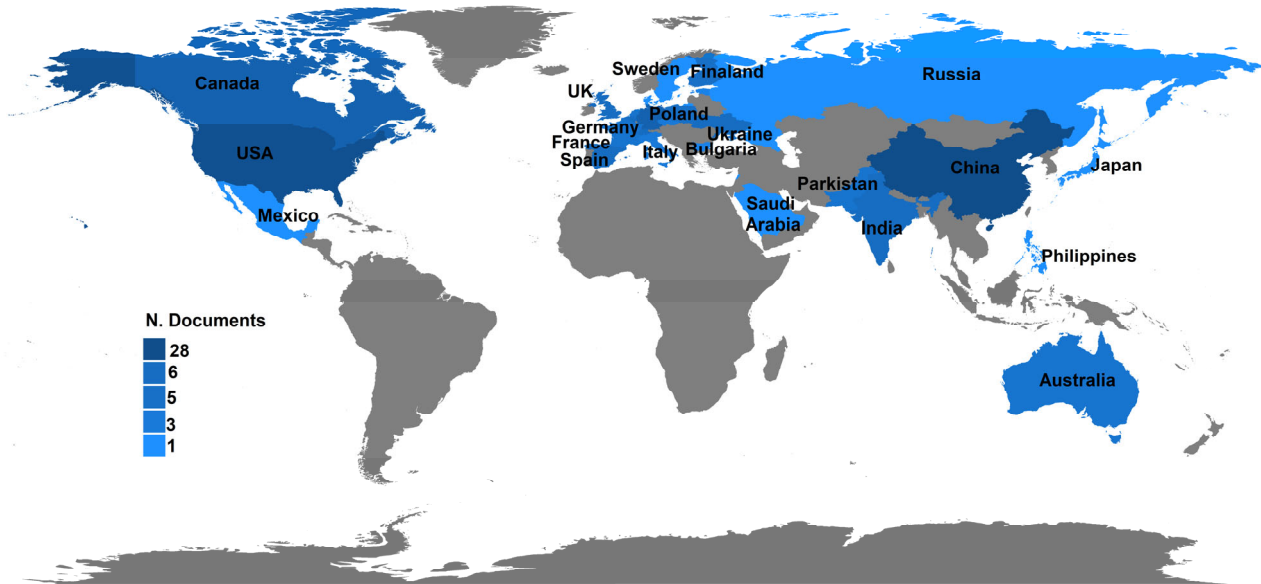 Canada
USA
Mexico
Sweden
Finaland
Russia
UK
Poland
Germany
Ukraine
France
Italy
Bulgaria
Spain
China
Japan
Parkistan
Saudi
Arabia
India
Philippines
Australia
N. Documents
28
6
5
3
1